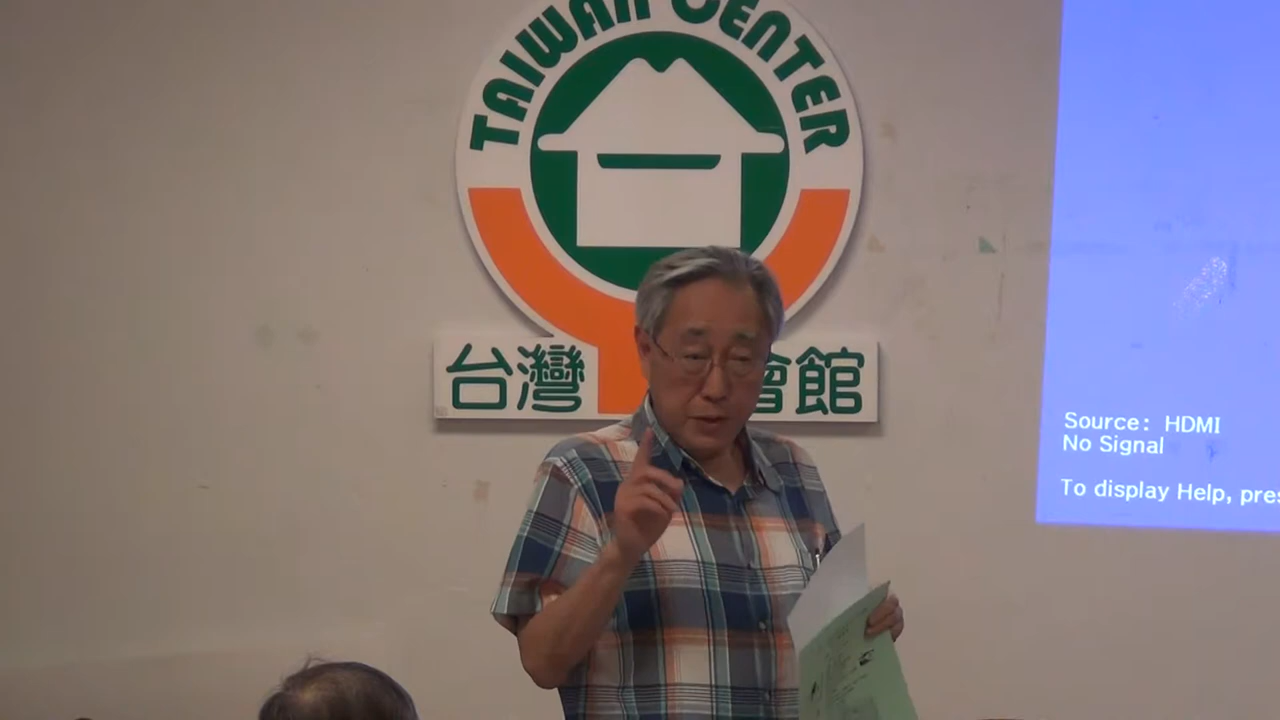 TAIWAN CENTER
台灣 會館
Source: HDMI
No Signal
To display Help, pres